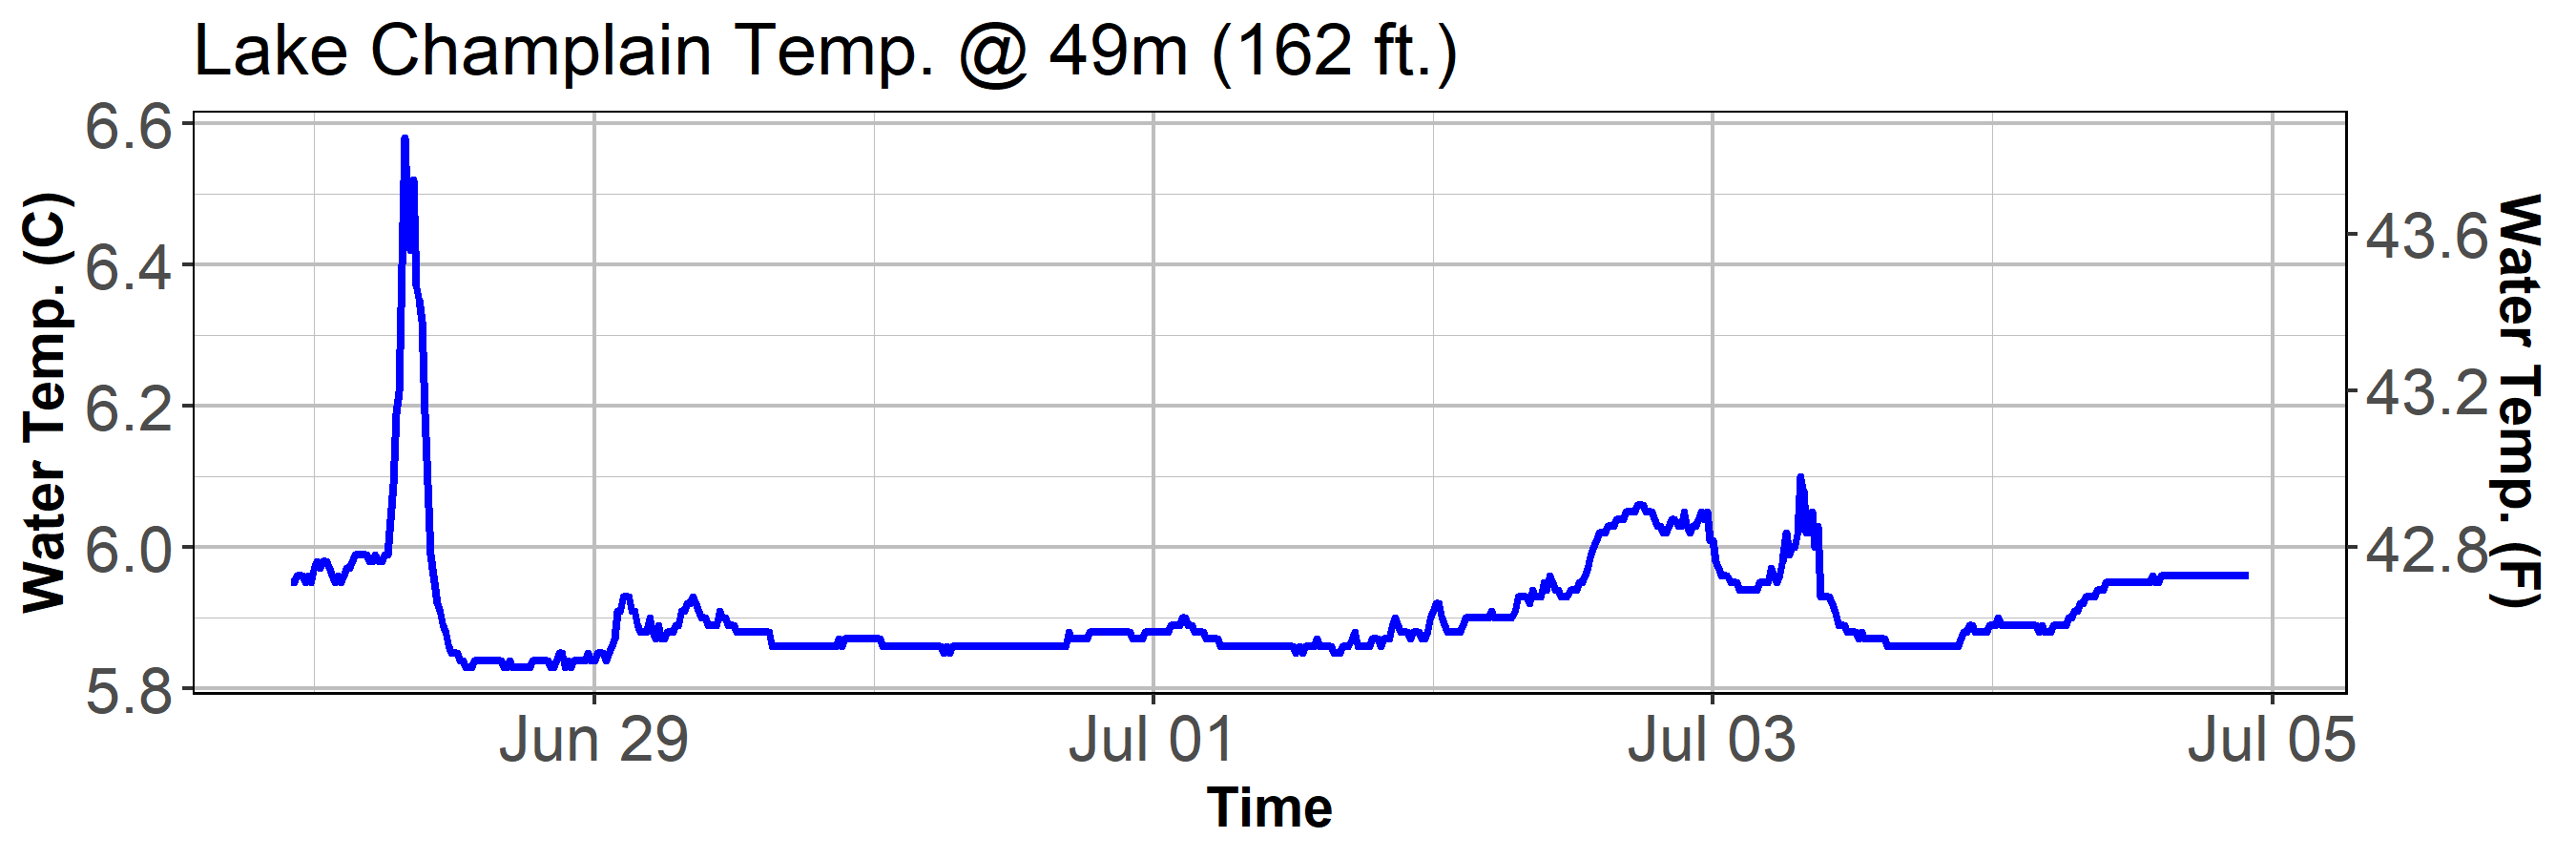 Lake Champlain Temp. @ 49m (162 ft.)
Water Temp. (C)
6.6
6.4
6.2
6.0
5.8
43.6
43.2
42.8
Water Temp. (F)
Jun 29 Jul 01 Jul 03 Jul 05
Time